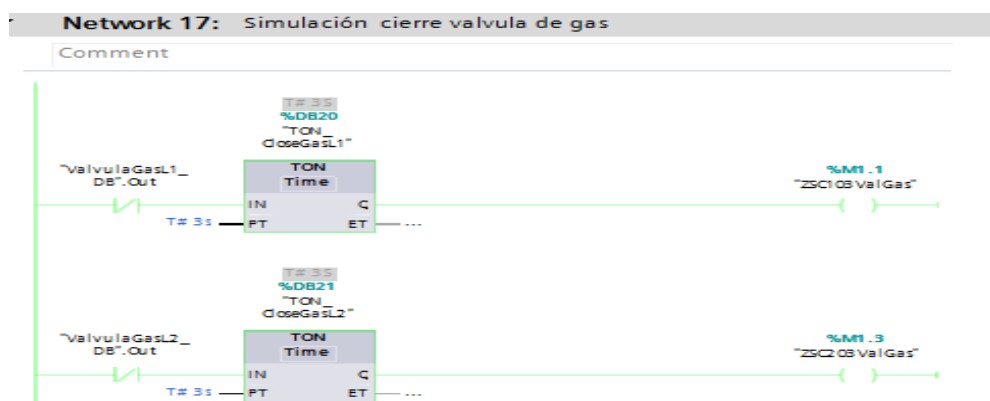 Network 17: Simulación cierre valvula de gas
Comment
T# 3S
%DB20
"TON_
CloseGasL1"
"ValvulaGasL1_
DB".Out
TON
Time
%M1.1
"ZSC103ValGas"
IN Q
T# 3s PT ET ...
T# 3S
%DB21
"TON_
CloseGasL2"
"ValvulaGasL2_
DB".Out
TON
Time
%M1.3
"ZSC203ValGas"
IN Q
T# 3s PT ET ...